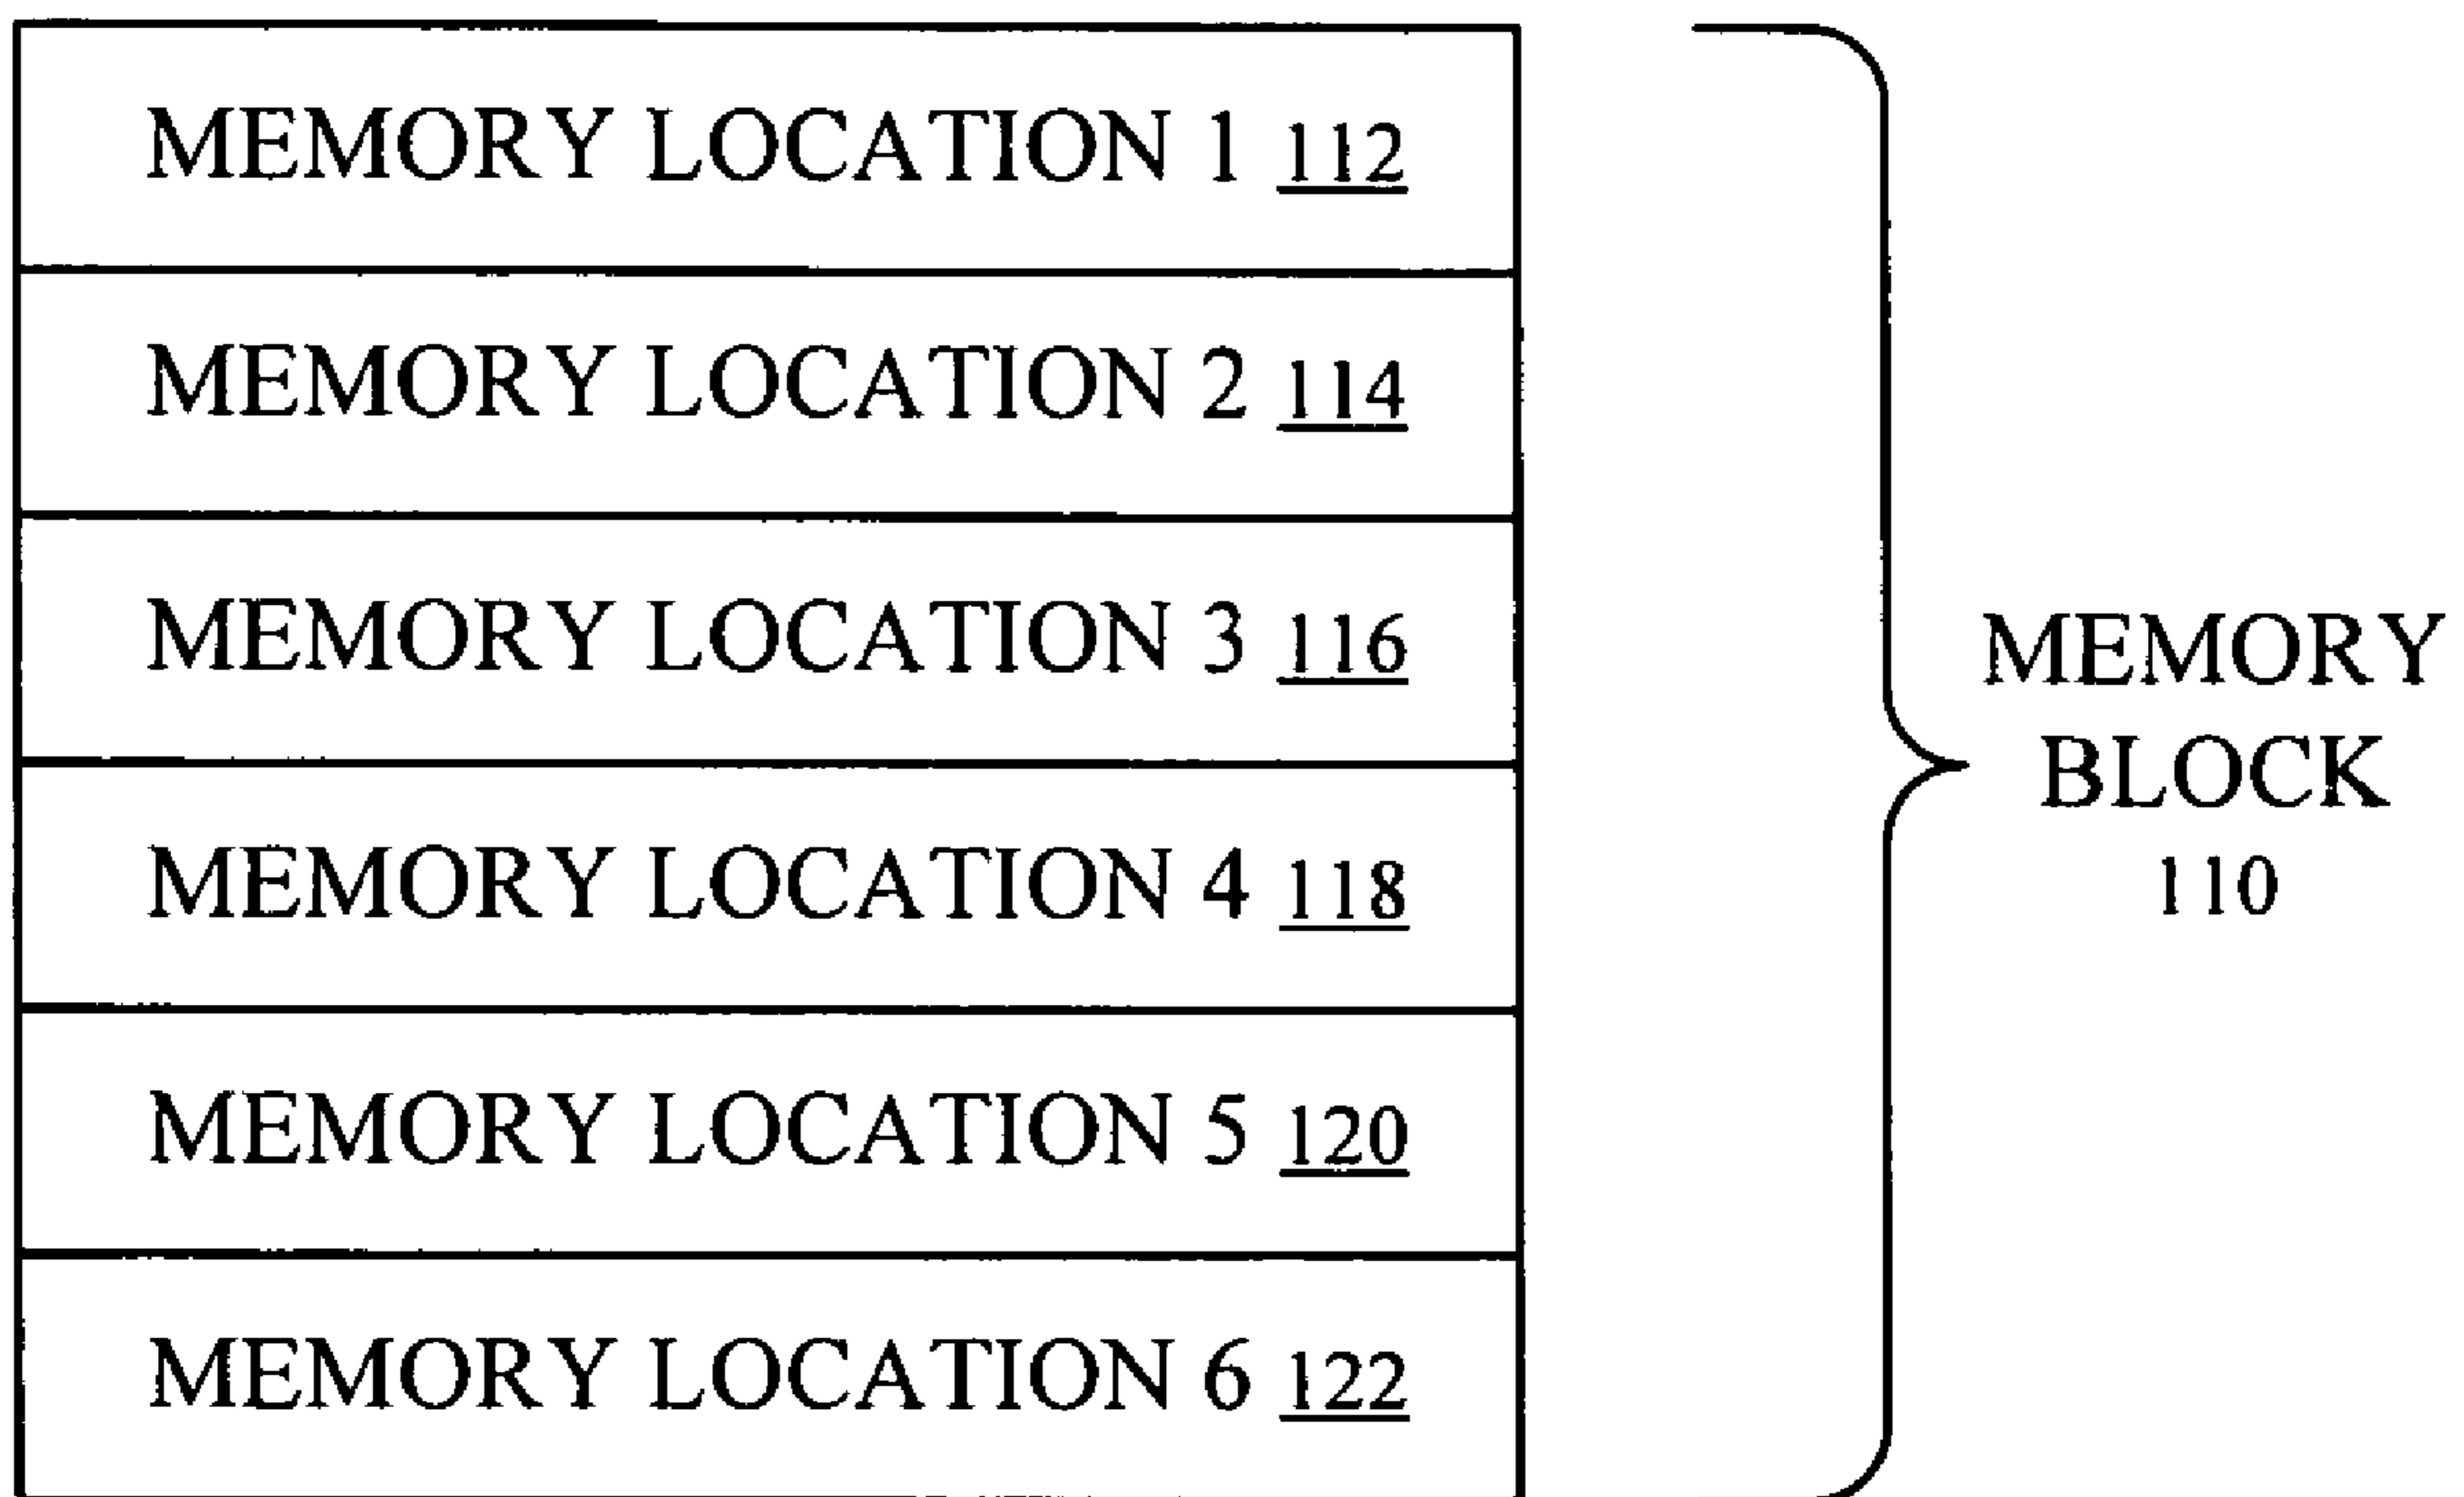 MEMORY LOCATION 1 112
MEMORY LOCATION 2 114
MEMORY LOCATION 3 116
MEMORY LOCATION 4 118
MEMORY LOCATION 5 120
MEMORY LOCATION 6 122
MEMORY
BLOCK
110